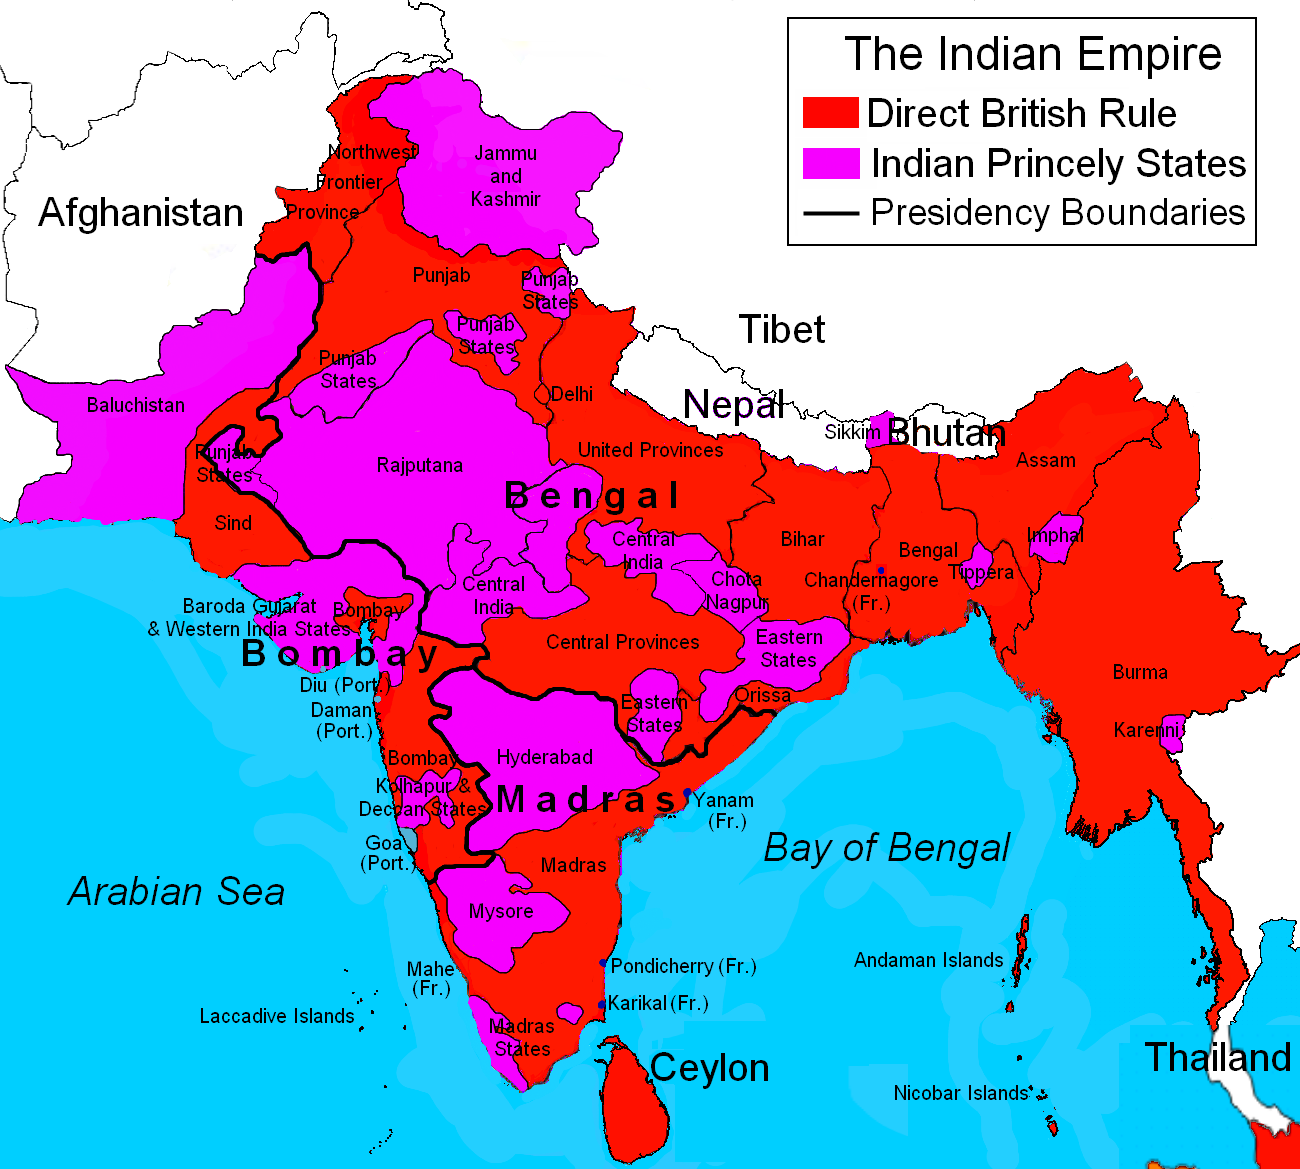 The Indian Empire
Direct British Rule
Indian Princely States
Presidency Boundaries
Northwest
Frontier
Province
Jammu
and
Kashmir
Afghanistan
Punjab
Punjab
States
Punjab
States
Punjab
States
Tibet
Baluchistan
Delhi
Nepal
Sikkim
Bhutan
Punjab
States
Rajputana
United Provinces
Assam
Bengal
Sind
Central
India
Bihar
Bengal
Imphal
Central
India
Chota
Nagpur
Chandernagore
(Fr.)
Tippera
Baroda Gujarat
& Western India States
Bombay
Bombay
Central Provinces
Eastern
States
Burma
Diu (Port.)
Daman
(Port.)
Eastern
States
Orissa
Karenni
Bombay
Hyderabad
Kolhapur &
Deccan States
Madras
Yanam
(Fr.)
Goa
(Port.)
Madras
Bay of Bengal
Arabian Sea
Mysore
Mahe
(Fr.)
Pondicherry (Fr.)
Andaman Islands
Karikal (Fr.)
Laccadive Islands
Madras
States
Ceylon
Thailand
Nicobar Islands